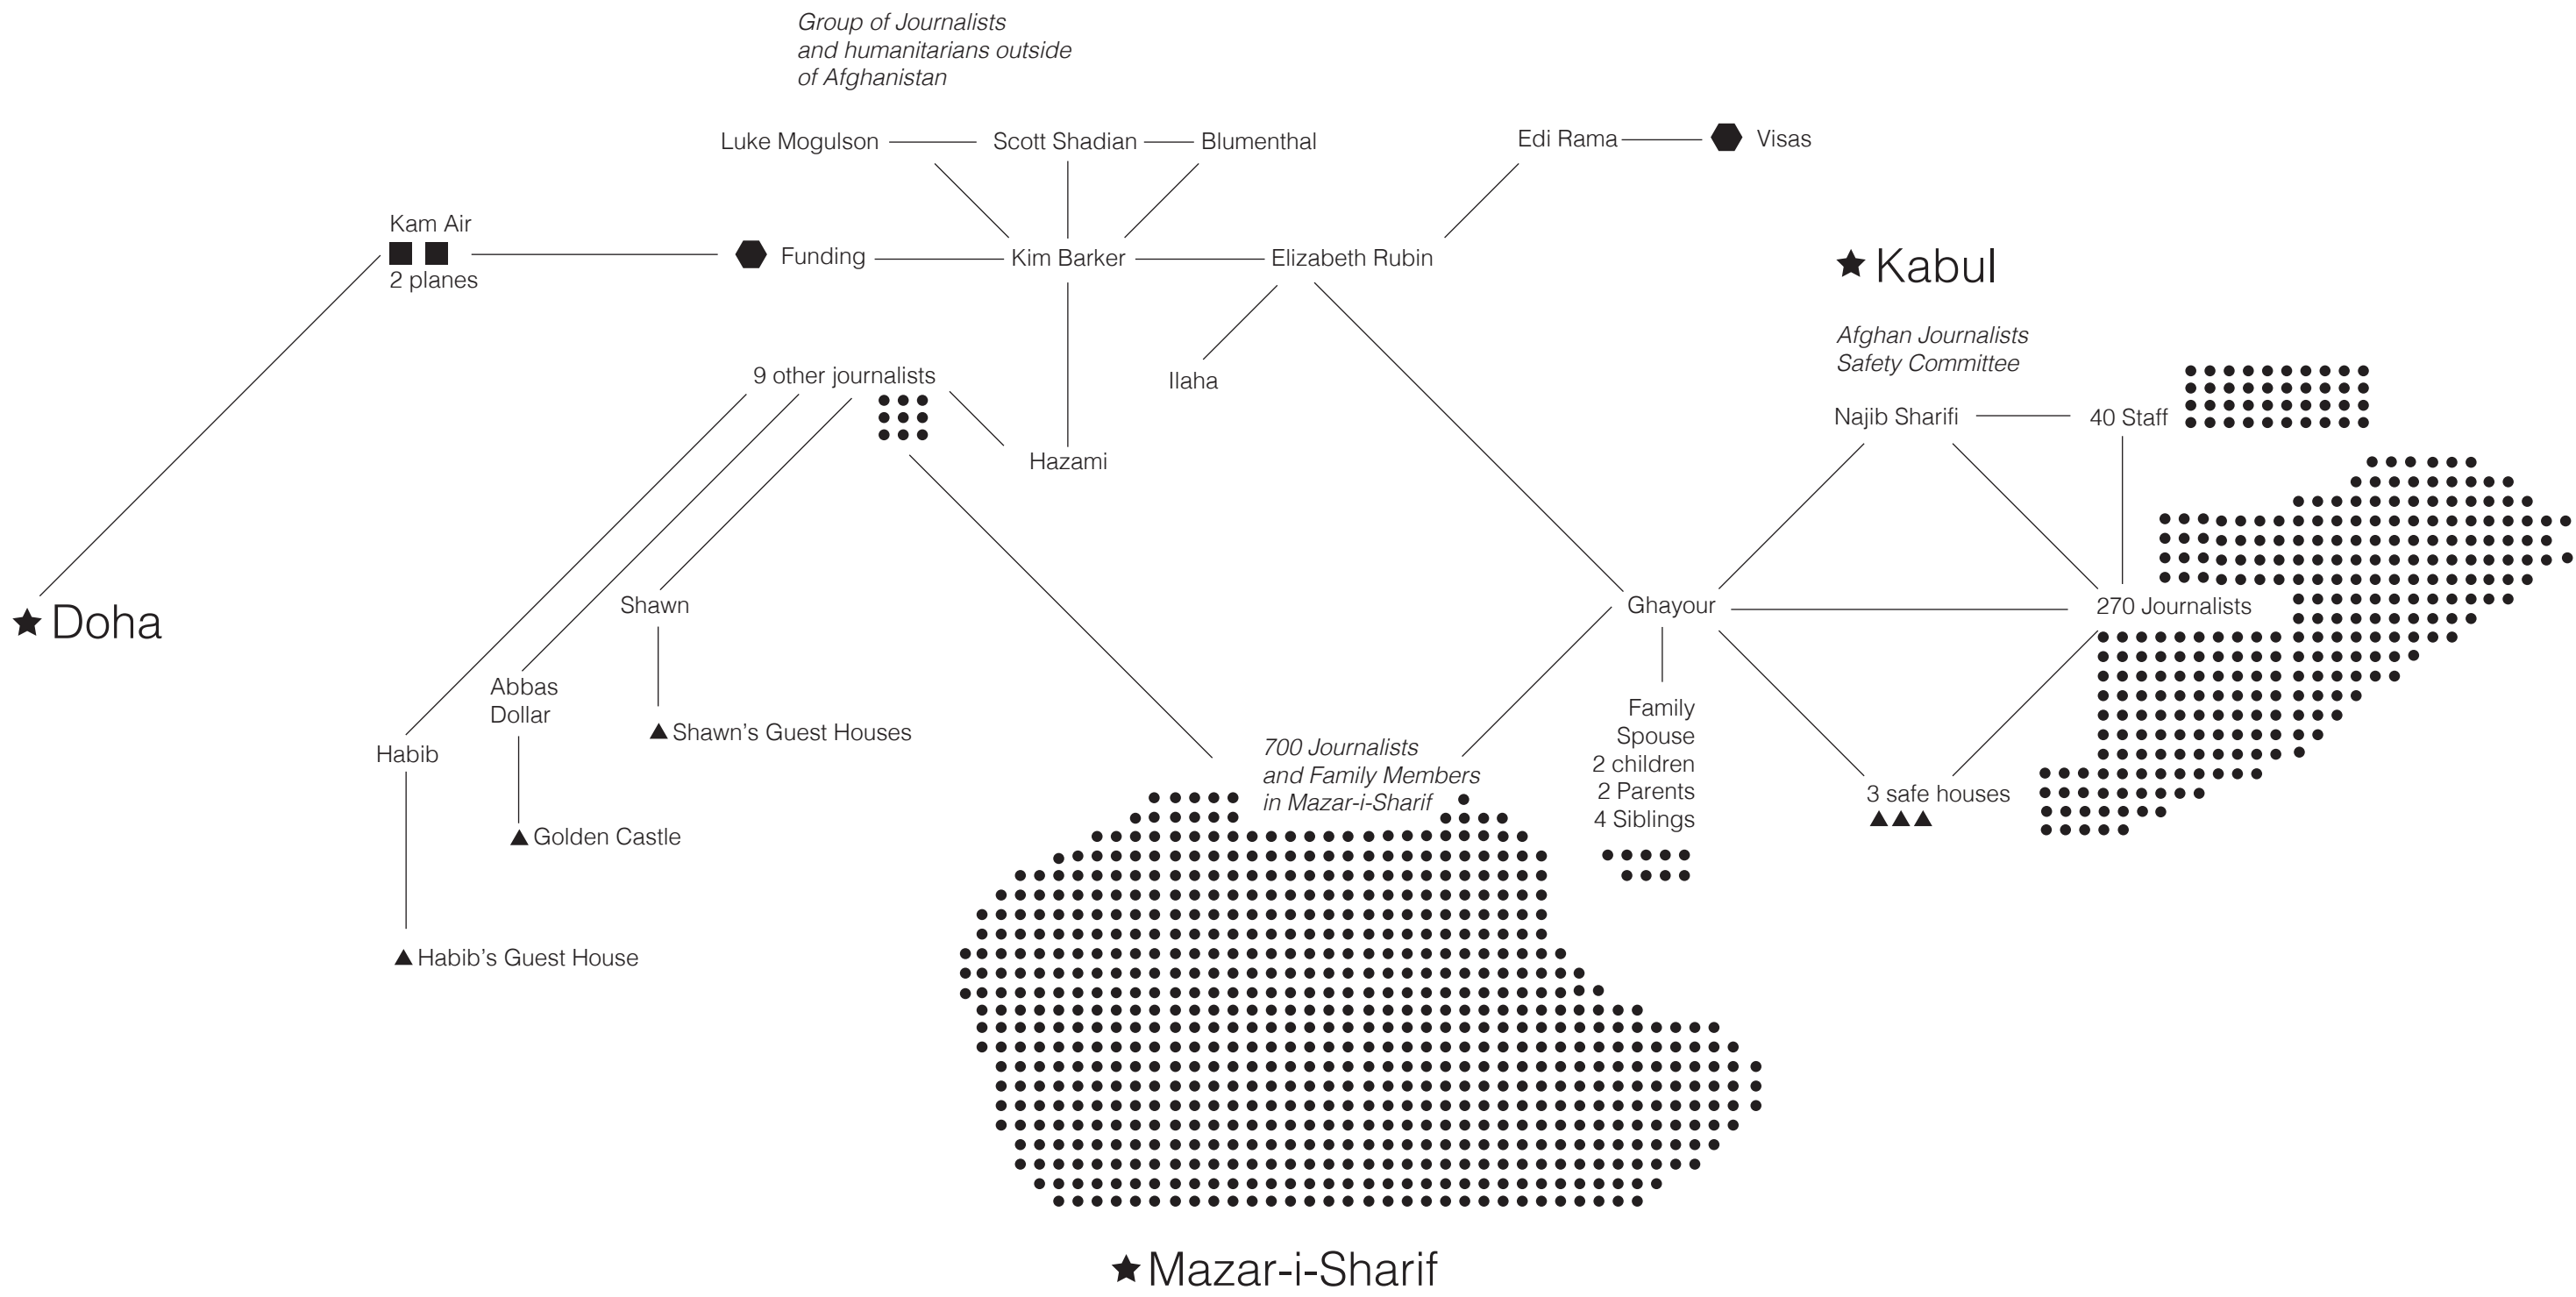 Group of Journalists
and humanitarians outside
of Afghanistan
Luke Mogulson
Scott Shadian
Blumenthal
Edi Rama
Visas
Kam Air
2 planes
Funding
Kim Barker
Elizabeth Rubin
Kabul
Afghan Journalists
Safety Committee
9 other journalists
Ilaha
Najib Sharifi
40 Staff
Hazami
Doha
Shawn
Ghayour
270 Journalists
Abbas
Dollar
Shawn's Guest Houses
Habib
Family
Spouse
2 children
2 Parents
4 Siblings
700 Journalists
and Family Members
in Mazar-i-Sharif
3 safe houses
Golden Castle
Habib's Guest House
Mazar-i-Sharif